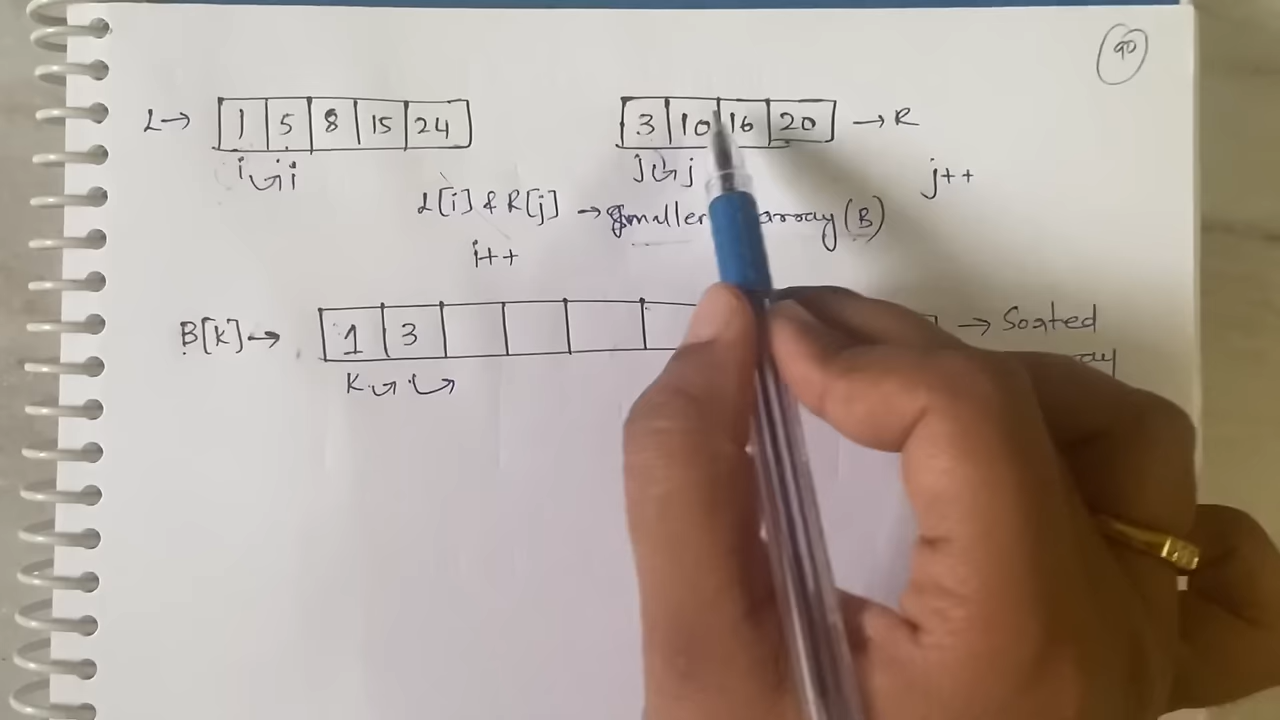 90
L→ 1 5 8 15 24
3 10 16 20 →R
i i
j j
j++
L[i] & R[j] → smaller array (B)
i++
B[k]→ 1 3 → Sorted
K